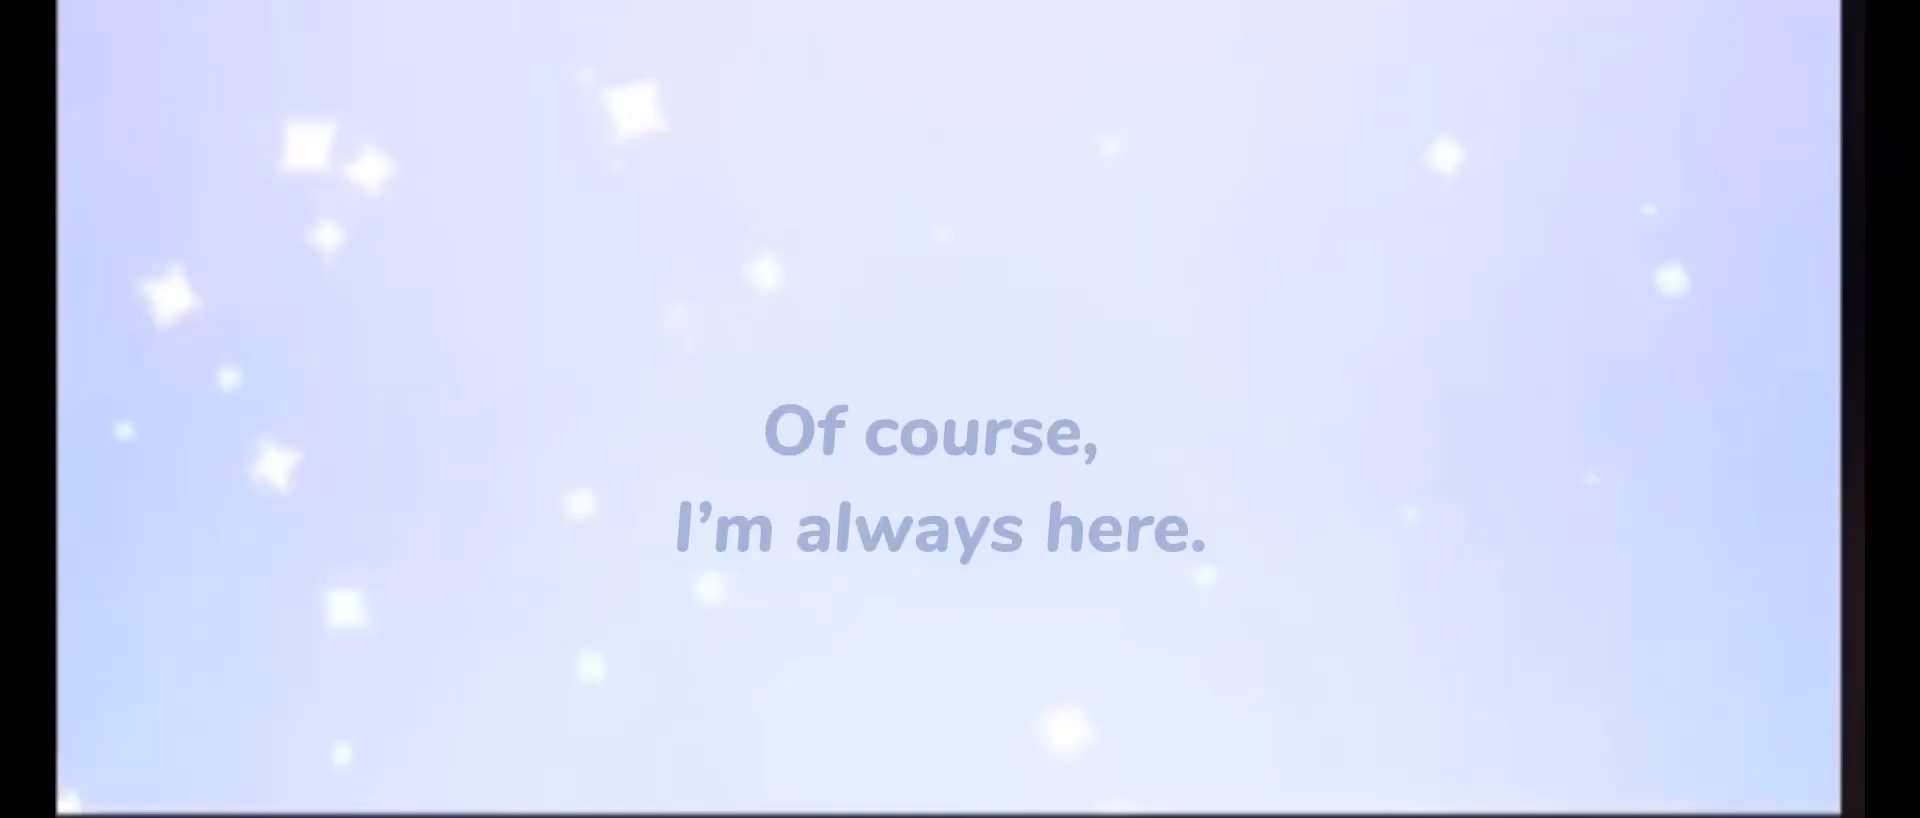 Of course,
I’m always here.